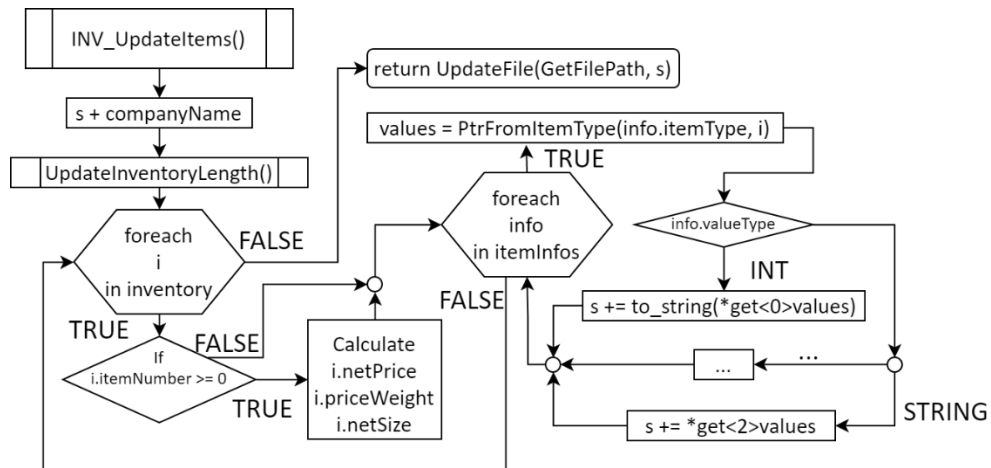 INV_UpdateItems()
s + companyName
UpdateInventoryLength()
foreach
i
in inventory
FALSE
return UpdateFile(GetFilePath, s)
TRUE
If
i.itemNumber >= 0
FALSE
TRUE
Calculate
i.netPrice
i.priceWeight
i.netSize
foreach
info
in itemInfos
TRUE
values = PtrFromItemType(info.itemType, i)
FALSE
info.valueType
INT
s += to_string(*get<0>values)
...
...
STRING
s += *get<2>values